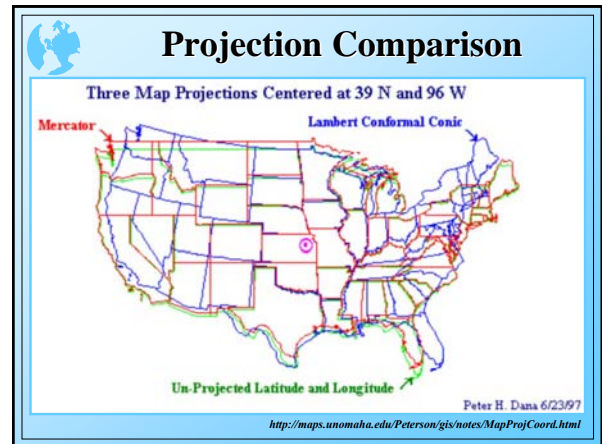 Projection Comparison
Three Map Projections Centered at 39 N and 96 W
Mercator
Lambert Conformal Conic
Un-Projected Latitude and Longitude
Peter H. Dana 6/23/97
http://maps.unomaha.edu/Peterson/gis/notes/MapProjCoord.html